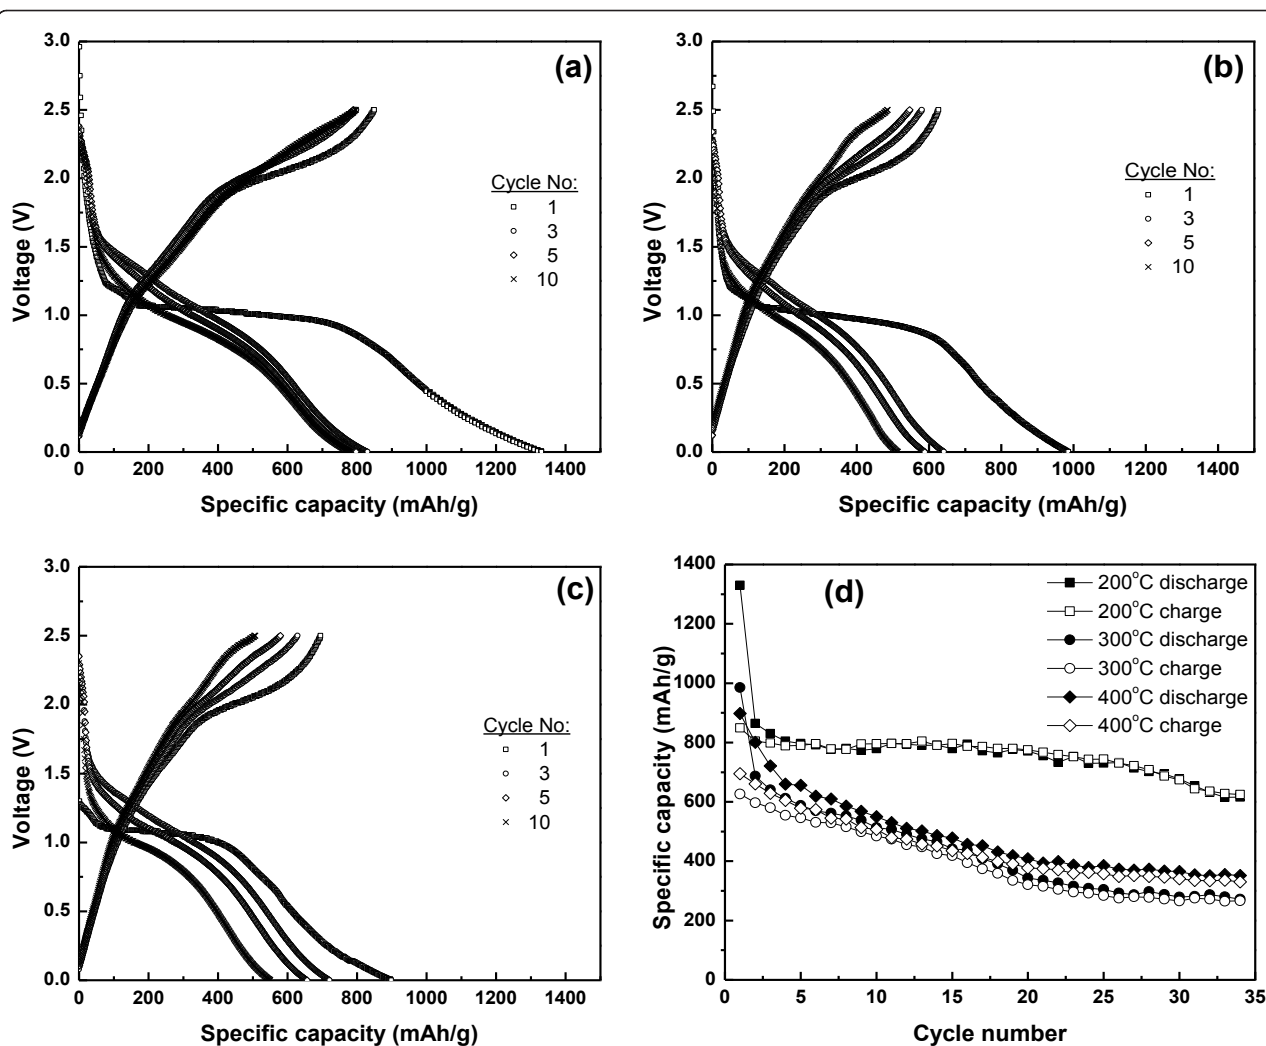 (a)
3.0
2.5
2.0
1.5
1.0
0.5
0.0
Voltage (V)
Cycle No:
1
3
5
10
0 200 400 600 800 1000 1200 1400
Specific capacity (mAh/g)
(b)
3.0
2.5
2.0
1.5
1.0
0.5
0.0
Voltage (V)
Cycle No:
1
3
5
10
0 200 400 600 800 1000 1200 1400
Specific capacity (mAh/g)
(c)
3.0
2.5
2.0
1.5
1.0
0.5
0.0
Voltage (V)
Cycle No:
1
3
5
10
0 200 400 600 800 1000 1200 1400
Specific capacity (mAh/g)
(d)
1400
1200
1000
800
600
400
200
0
Specific capacity (mAh/g)
200°C discharge
200°C charge
300°C discharge
300°C charge
400°C discharge
400°C charge
0 5 10 15 20 25 30 35
Cycle number